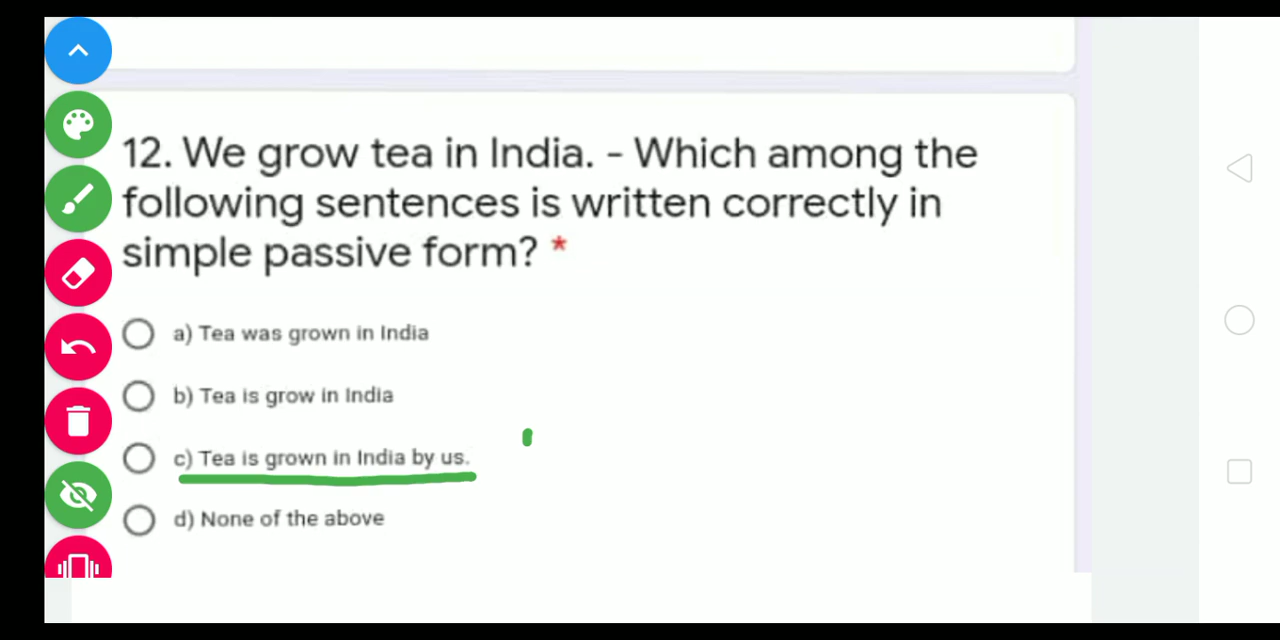 12. We grow tea in India. - Which among the
following sentences is written correctly in
simple passive form? *
a) Tea was grown in India
b) Tea is grow in India
c) Tea is grown in India by us.
d) None of the above